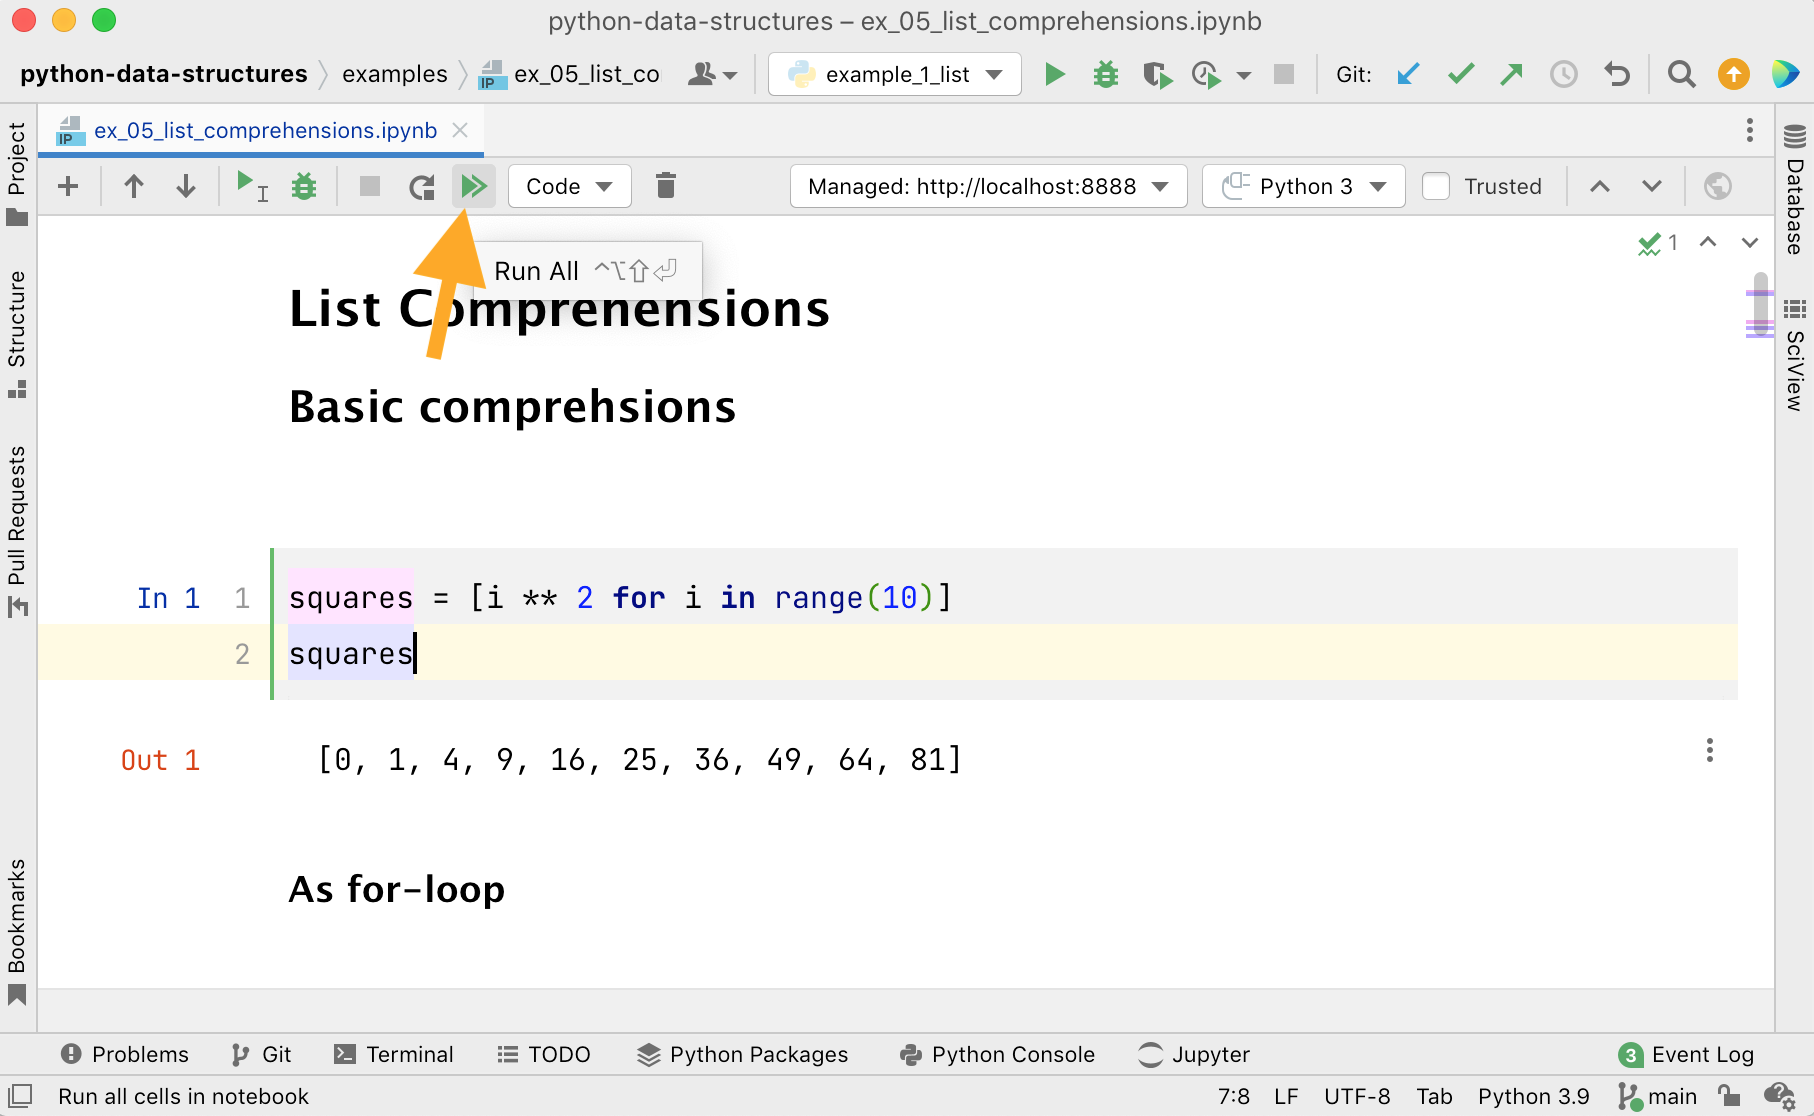 python-data-structures – ex_05_list_comprehensions.ipynb
python-data-structures examples IP ex_05_list_co example_1_list Git:
IP ex_05_list_comprehensions.ipynb
Code Managed: http://localhost:8888 Python 3 Trusted
Run All ^⌥⇧⏎
1
List Comprehensions
Basic comprehsions
In 1 1 squares = [i ** 2 for i in range(10)]
2 squares
Out 1 [0, 1, 4, 9, 16, 25, 36, 49, 64, 81]
As for-loop
Project
Structure
Pull Requests
Bookmarks
Database
SciView
Problems Git Terminal TODO Python Packages Python Console Jupyter 3 Event Log
Run all cells in notebook 7:8 LF UTF-8 Tab Python 3.9 main